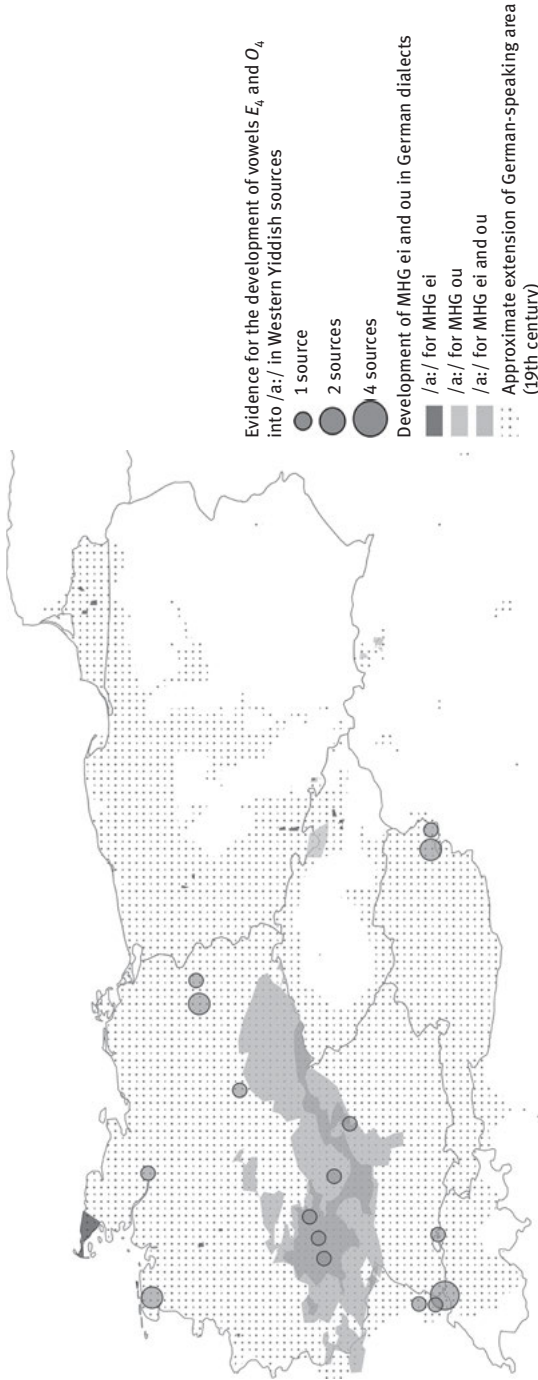 Evidence for the development of vowels E₄ and O₄
into /a:/ in Western Yiddish sources
1 source
2 sources
4 sources
Development of MHG ei and ou in German dialects
/a:/ for MHG ei
/a:/ for MHG ou
/a:/ for MHG ei and ou
Approximate extension of German-speaking area
(19th century)